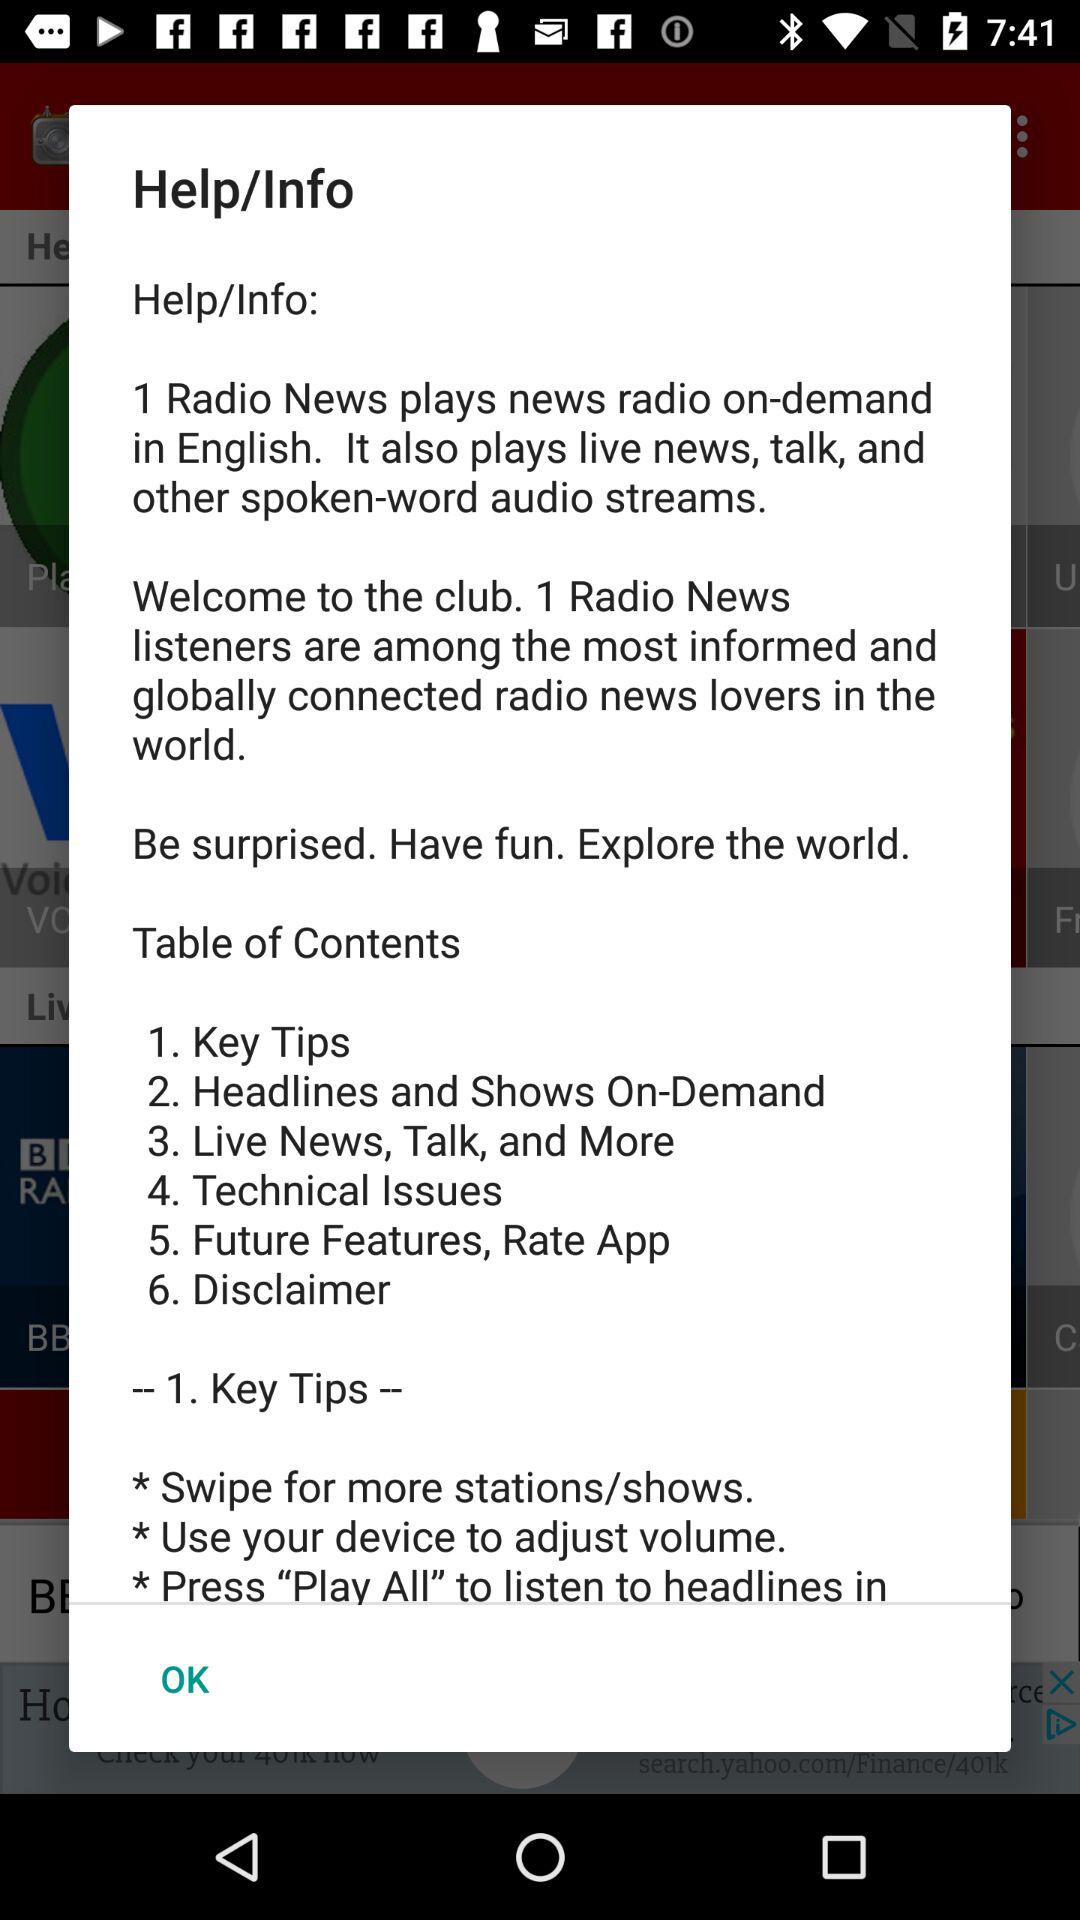 7:41
Help/Info
Help/Info:
1 Radio News plays news radio on-demand
in English.  It also plays live news, talk, and
other spoken-word audio streams.
Welcome to the club. 1 Radio News
listeners are among the most informed and
globally connected radio news lovers in the
world.
Be surprised. Have fun. Explore the world.
Table of Contents
1. Key Tips
2. Headlines and Shows On-Demand
3. Live News, Talk, and More
4. Technical Issues
5. Future Features, Rate App
6. Disclaimer
-- 1. Key Tips --
* Swipe for more stations/shows.
* Use your device to adjust volume.
* Press “Play All” to listen to headlines in
OK
Check your 401k now
search.yahoo.com/Finance/401k